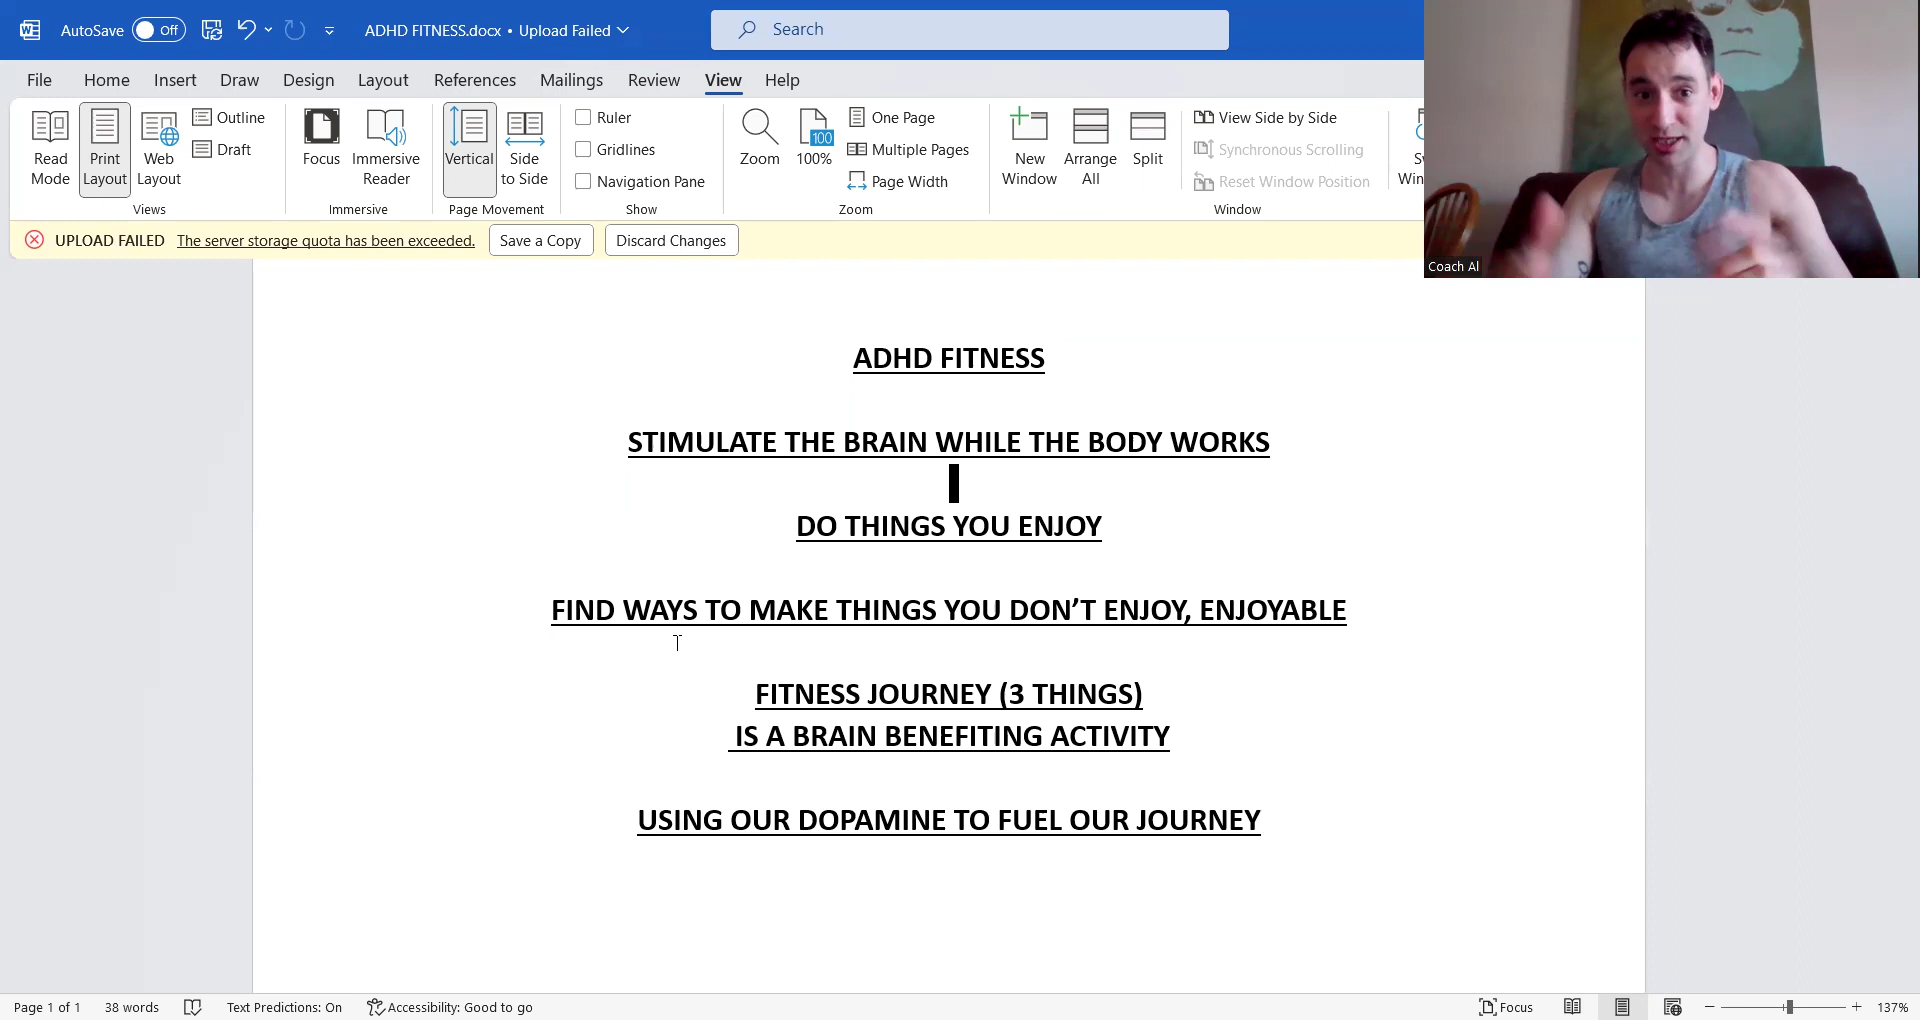 AutoSave Off ADHD FITNESS.docx • Upload Failed Search
File Home Insert Draw Design Layout References Mailings Review View Help
Read Mode
Print Layout
Web Layout
Outline
Draft
Views
Focus
Immersive Reader
Immersive
Vertical
Side to Side
Page Movement
Ruler
Gridlines
Navigation Pane
Show
Zoom
100
100%
One Page
Multiple Pages
Page Width
Zoom
New Window
Arrange All
Split
View Side by Side
Synchronous Scrolling
Reset Window Position
Window
UPLOAD FAILED The server storage quota has been exceeded. Save a Copy Discard Changes
Coach Al
ADHD FITNESS
STIMULATE THE BRAIN WHILE THE BODY WORKS
DO THINGS YOU ENJOY
FIND WAYS TO MAKE THINGS YOU DON’T ENJOY, ENJOYABLE
FITNESS JOURNEY (3 THINGS)
IS A BRAIN BENEFITING ACTIVITY
USING OUR DOPAMINE TO FUEL OUR JOURNEY
Page 1 of 1 38 words Text Predictions: On Accessibility: Good to go Focus 137%